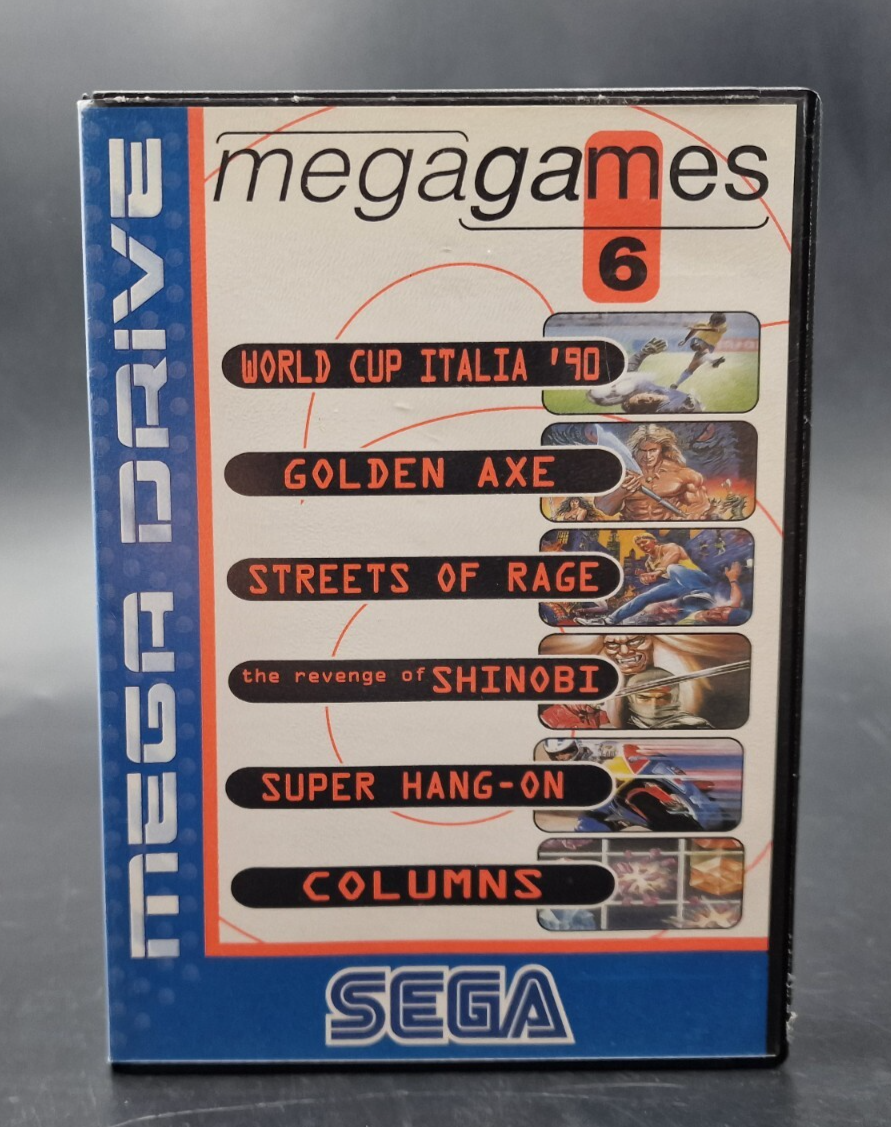 MEGA DRIVE
megagames
6
WORLD CUP ITALIA '90
GOLDEN AXE
STREETS OF RAGE
the revenge of SHINOBI
SUPER HANG-ON
COLUMNS
SEGA